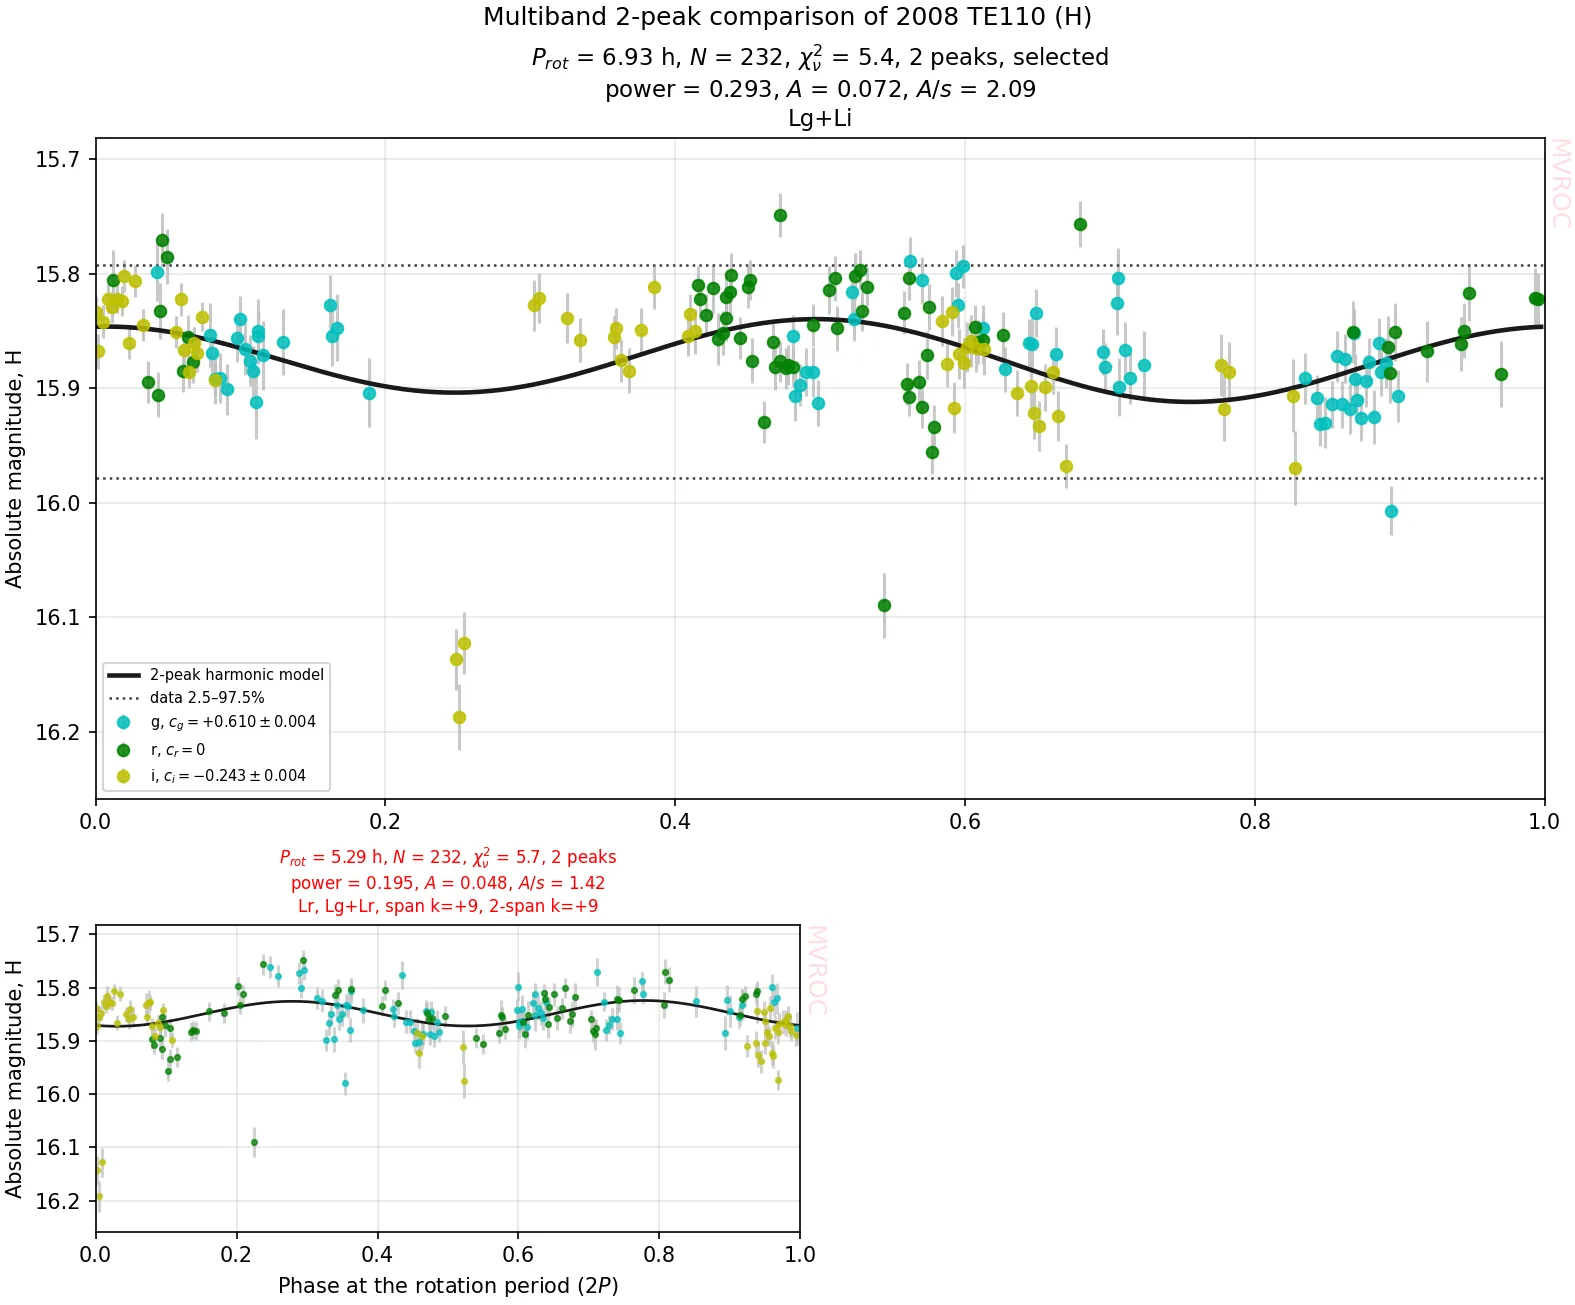 Multiband 2-peak comparison of 2008 TE110 (H)
P_rot = 6.93 h, N = 232, χ²_ν = 5.4, 2 peaks, selected
power = 0.293, A = 0.072, A/s = 2.09
Lg+Li
MVROC
Absolute magnitude, H
15.7
15.8
15.9
16.0
16.1
16.2
2-peak harmonic model
data 2.5–97.5%
g, c_g = +0.610 ± 0.004
r, c_r = 0
i, c_i = −0.243 ± 0.004
0.0 0.2 0.4 0.6 0.8 1.0
P_rot = 5.29 h, N = 232, χ²_ν = 5.7, 2 peaks
power = 0.195, A = 0.048, A/s = 1.42
Lr, Lg+Lr, span k=+9, 2-span k=+9
MVROC
Absolute magnitude, H
15.7
15.8
15.9
16.0
16.1
16.2
0.0 0.2 0.4 0.6 0.8 1.0
Phase at the rotation period (2P)